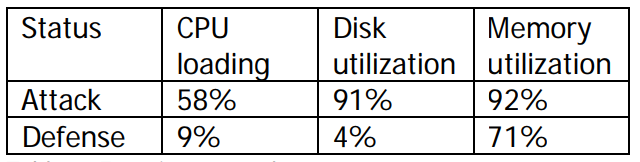 Status CPU loading Disk utilization Memory utilization
Attack 58% 91% 92%
Defense 9% 4% 71%